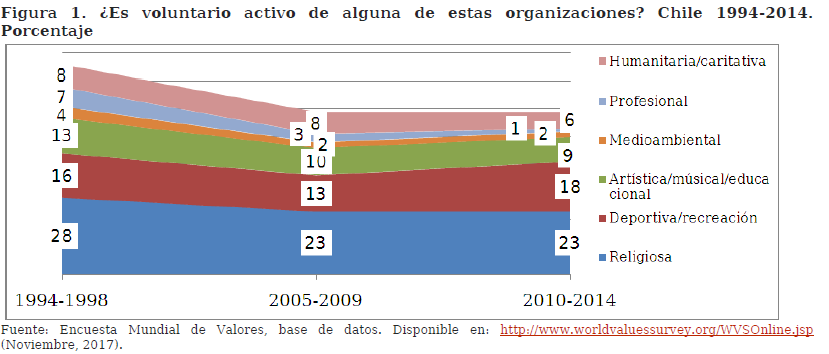 Figura 1. ¿Es voluntario activo de alguna de estas organizaciones? Chile 1994-2014.
Porcentaje
8
7
4
13
16
28
8
3
2
10
13
23
1
2
6
9
18
23
Humanitaria/caritativa
Profesional
Medioambiental
Artística/músical/educa
cional
Deportiva/recreación
Religiosa
1994-1998 2005-2009 2010-2014
Fuente: Encuesta Mundial de Valores, base de datos. Disponible en: http://www.worldvaluessurvey.org/WVSOnline.jsp
(Noviembre, 2017).